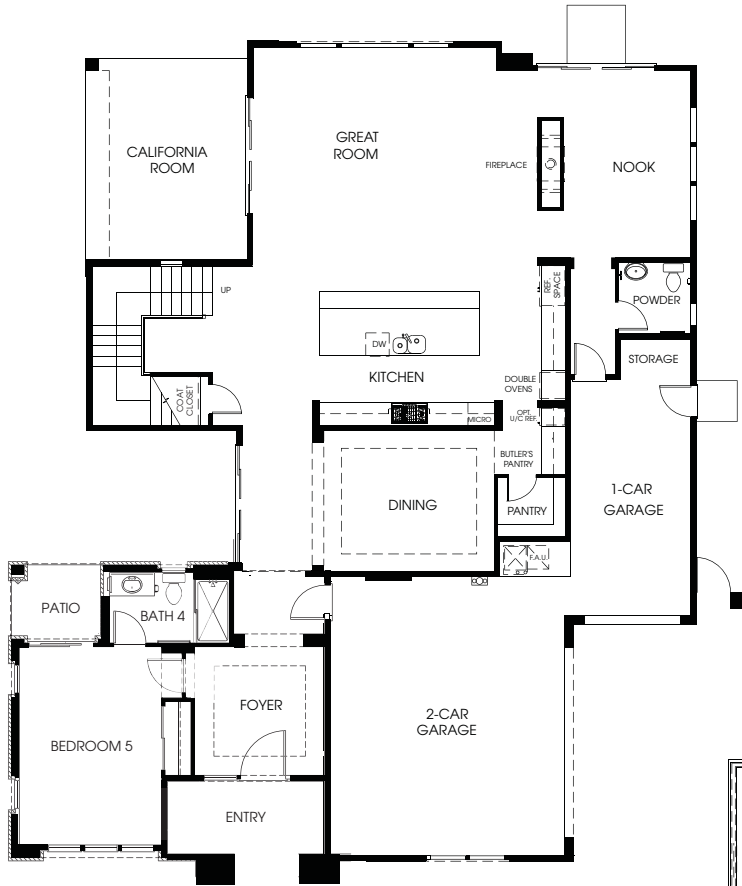 GREAT
ROOM
CALIFORNIA
ROOM
FIREPLACE
NOOK
UP
REF.
SPACE
POWDER
DW
STORAGE
KITCHEN
DOUBLE
OVENS
COAT
CLOSET
MICRO
OPT.
U/C REF.
BUTLER'S
PANTRY
1-CAR
GARAGE
DINING
PANTRY
F.A.U.
PATIO
BATH 4
FOYER
2-CAR
GARAGE
BEDROOM 5
ENTRY